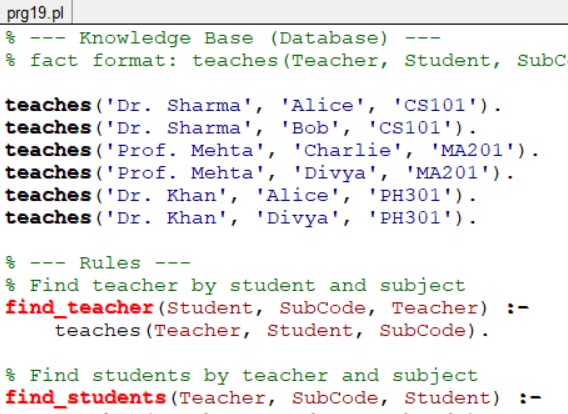 prg19.pl
% --- Knowledge Base (Database) ---
% fact format: teaches(Teacher, Student, SubC
teaches('Dr. Sharma', 'Alice', 'CS101').
teaches('Dr. Sharma', 'Bob', 'CS101').
teaches('Prof. Mehta', 'Charlie', 'MA201').
teaches('Prof. Mehta', 'Divya', 'MA201').
teaches('Dr. Khan', 'Alice', 'PH301').
teaches('Dr. Khan', 'Divya', 'PH301').
% --- Rules ---
% Find teacher by student and subject
find_teacher(Student, SubCode, Teacher) :-
    teaches(Teacher, Student, SubCode).
% Find students by teacher and subject
find_students(Teacher, SubCode, Student) :-